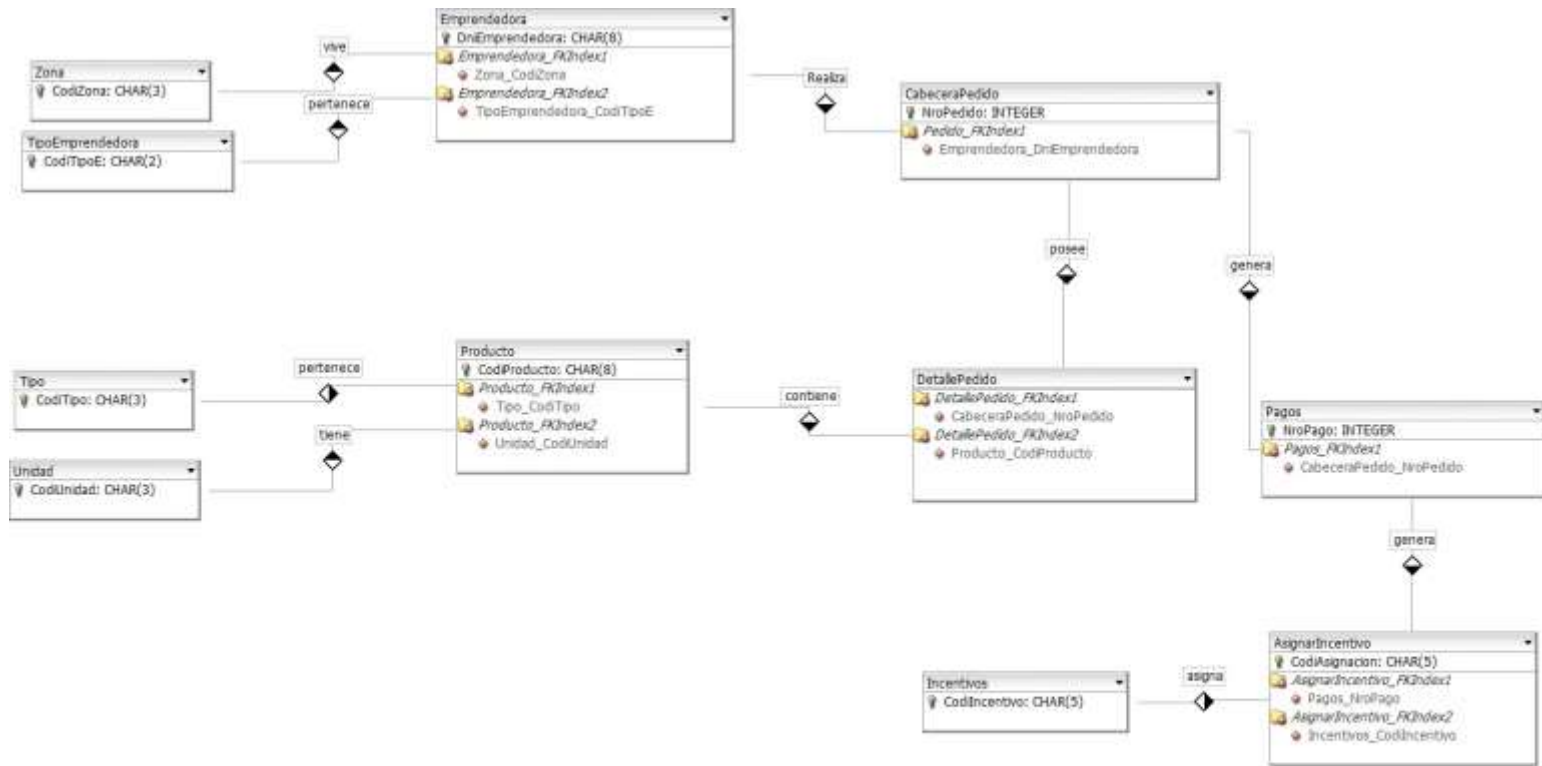 Emprendedora
DniEmprendedora: CHAR(8)
Emprendedora_FKIndex1
Zona_CodiZona
Emprendedora_FKIndex2
TipoEmprendedora_CodiTipoE
vive
Zona
CodiZona: CHAR(3)
pertenece
TipoEmprendedora
CodiTipoE: CHAR(2)
Realiza
CabeceraPedido
NroPedido: INTEGER
Pedido_FKIndex1
Emprendedora_DniEmprendedora
posee
genera
Producto
CodiProducto: CHAR(8)
Producto_FKIndex1
Tipo_CodiTipo
Producto_FKIndex2
Unidad_CodiUnidad
pertenece
Tipo
CodiTipo: CHAR(3)
tiene
Unidad
CodiUnidad: CHAR(3)
contiene
DetallePedido
DetallePedido_FKIndex1
CabeceraPedido_NroPedido
DetallePedido_FKIndex2
Producto_CodiProducto
Pagos
NroPago: INTEGER
Pagos_FKIndex1
CabeceraPedido_NroPedido
genera
AsignarIncentivo
CodiAsignacion: CHAR(5)
AsignarIncentivo_FKIndex1
Pagos_NroPago
AsignarIncentivo_FKIndex2
Incentivos_CodiIncentivo
asigna
Incentivos
CodiIncentivo: CHAR(5)